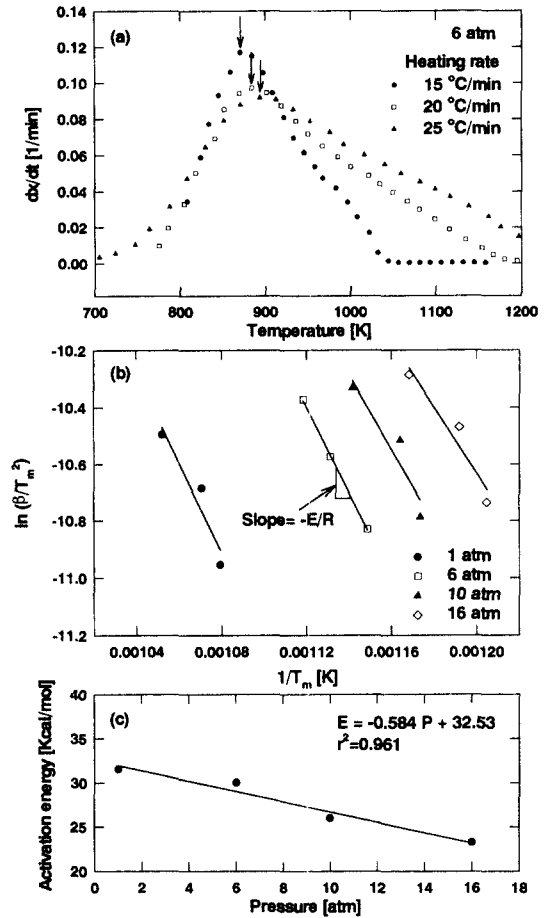 (a)
6 atm
Heating rate
● 15 °C/min
□ 20 °C/min
▲ 25 °C/min
dx/dt [1/min]
0.14
0.12
0.10
0.08
0.06
0.04
0.02
0.00
700 800 900 1000 1100 1200
Temperature [K]
(b)
ln (β/Tm²)
-10.2
-10.4
-10.6
-10.8
-11.0
-11.2
Slope= -E/R
● 1 atm
□ 6 atm
▲ 10 atm
◇ 16 atm
0.00104 0.00108 0.00112 0.00116 0.00120
1/Tm [K]
(c)
E = -0.584 P + 32.53
r²=0.961
Activation energy [Kcal/mol]
45
40
35
30
25
20
0 2 4 6 8 10 12 14 16 18
Pressure [atm]